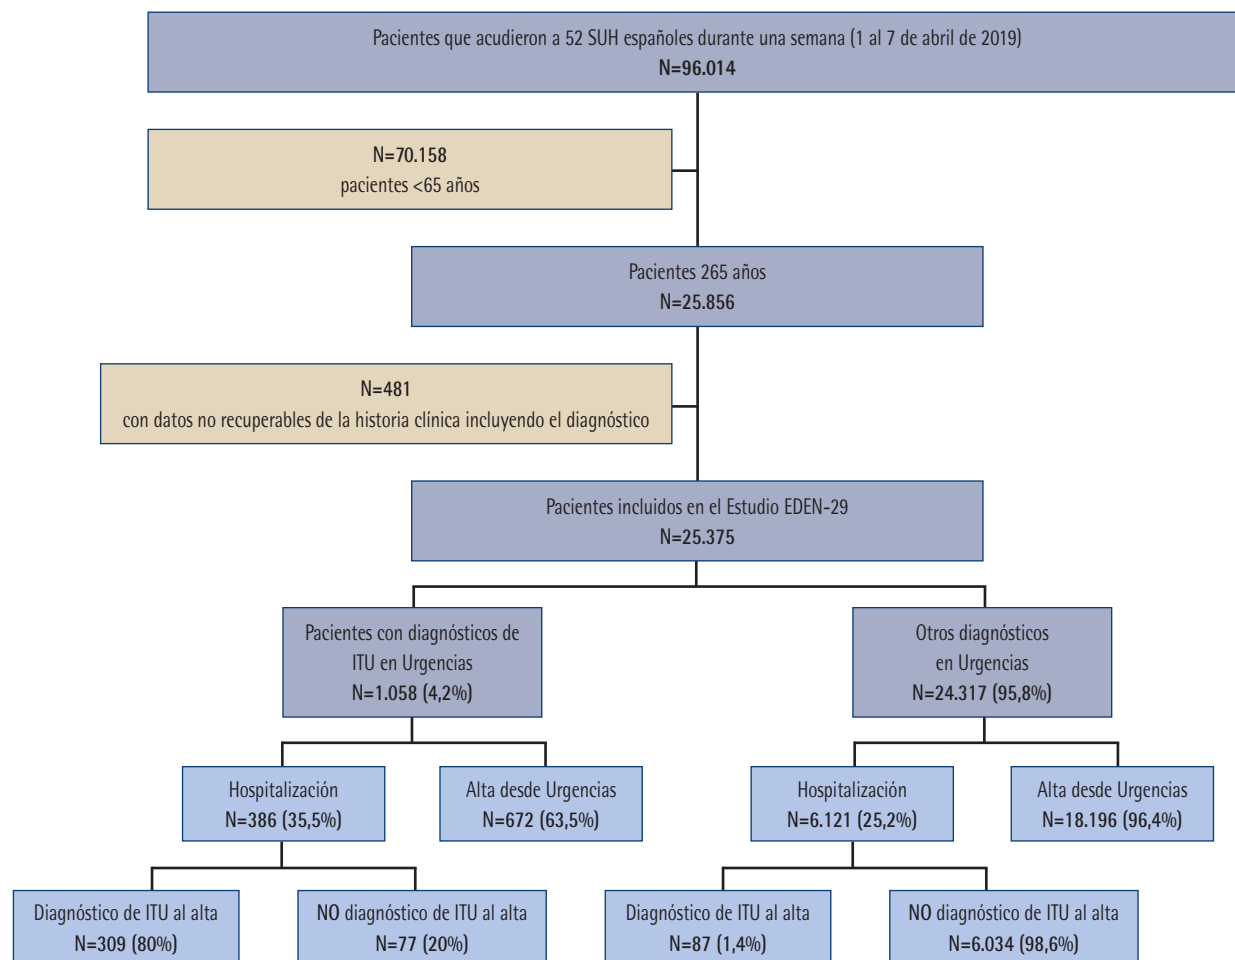 Pacientes que acudieron a 52 SUH españoles durante una semana (1 al 7 de abril de 2019)
N=96.014
N=70.158
pacientes <65 años
Pacientes 265 años
N=25.856
N=481
con datos no recuperables de la historia clínica incluyendo el diagnóstico
Pacientes incluidos en el Estudio EDEN-29
N=25.375
Pacientes con diagnósticos de
ITU en Urgencias
N=1.058 (4,2%)
Otros diagnósticos
en Urgencias
N=24.317 (95,8%)
Hospitalización
N=386 (35,5%)
Alta desde Urgencias
N=672 (63,5%)
Hospitalización
N=6.121 (25,2%)
Alta desde Urgencias
N=18.196 (96,4%)
Diagnóstico de ITU al alta
N=309 (80%)
NO diagnóstico de ITU al alta
N=77 (20%)
Diagnóstico de ITU al alta
N=87 (1,4%)
NO diagnóstico de ITU al alta
N=6.034 (98,6%)